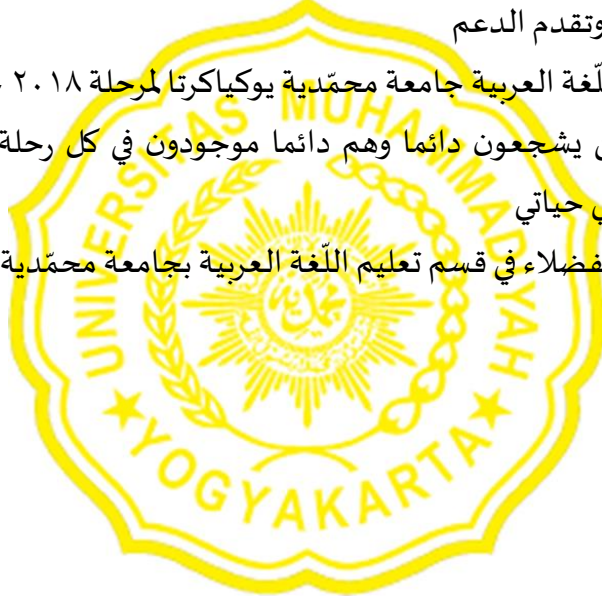 وتقدم الدعم
لّغة العربية جامعة محمّدية يوكياكرتا لمرحلة ٢٠١٨
يشجعون دائما وهم دائما موجودون في كل رحلة
حياتي
فضلاء في قسم تعليم اللّغة العربية بجامعة محمّدية
UNIVERSITAS MUHAMMADIYAH
YOGYAKARTA